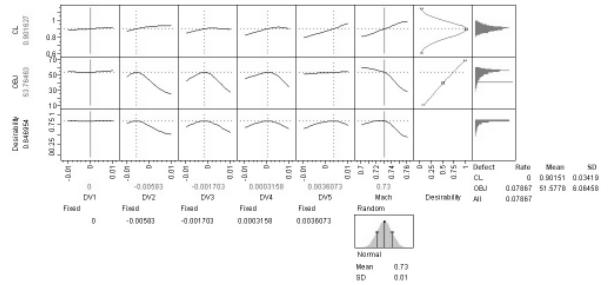 CL
0.901627
1
0.8
0.6
OBJ
53.76463
70
50
30
10
Desirability
0.846954
0 0.25 0.75 1
-0.01 0 0.01 -0.01 0 0.01 -0.01 0 0.01 -0.01 0 0.01 -0.01 0 0.01 0.7 0.72 0.74 0.76 0 0.25 0.5 0.75 1
0 -0.00583 -0.001703 0.0003158 0.0036073 0.73
DV1 DV2 DV3 DV4 DV5 Mach Desirability
Fixed Fixed Fixed Fixed Fixed Random
0 -0.00583 -0.001703 0.0003158 0.0036073
Defect Rate Mean SD
CL 0 0.90151 0.03419
OBJ 0.07867 51.5778 6.08458
All 0.07867
Normal
Mean 0.73
SD 0.01